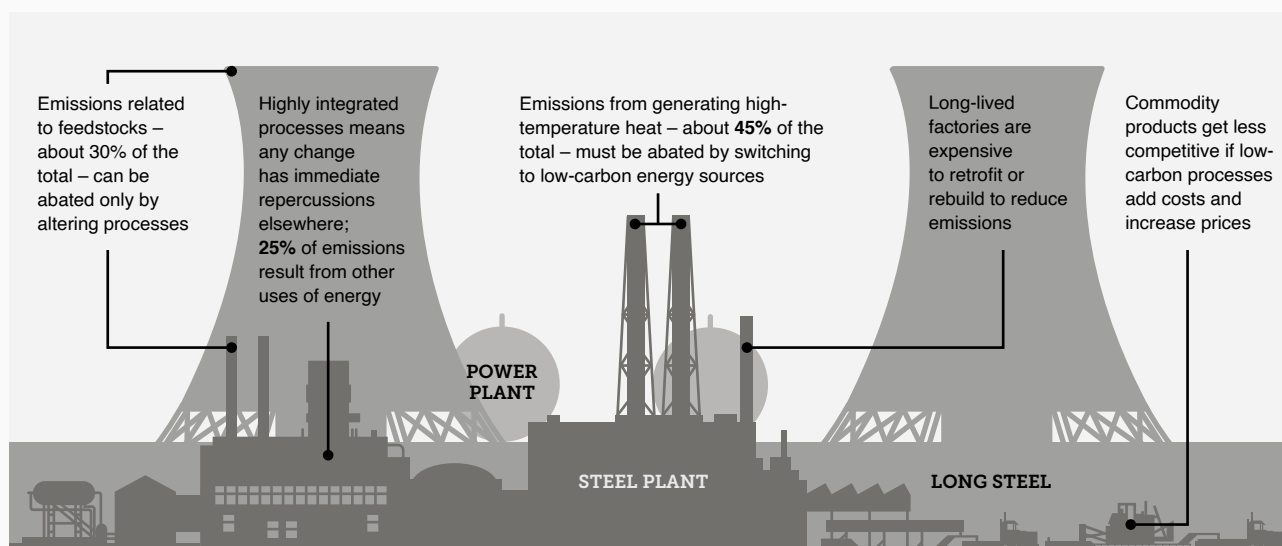 Emissions related
to feedstocks –
about 30% of the
total – can be
abated only by
altering processes
Highly integrated
processes means
any change
has immediate
repercussions
elsewhere;
25% of emissions
result from other
uses of energy
Emissions from generating high-
temperature heat – about 45% of the
total – must be abated by switching
to low-carbon energy sources
Long-lived
factories are
expensive
to retrofit or
rebuild to reduce
emissions
Commodity
products get less
competitive if low-
carbon processes
add costs and
increase prices
POWER
PLANT
STEEL PLANT
LONG STEEL